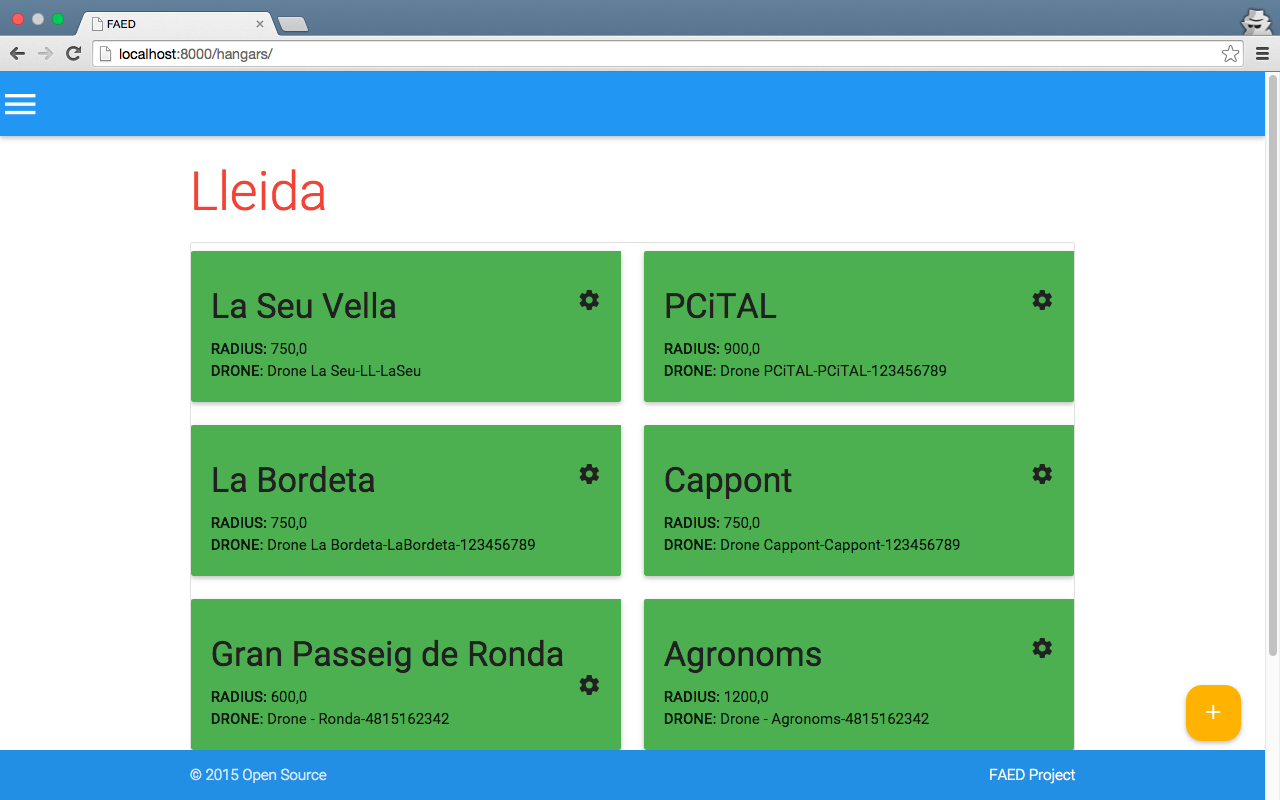 FAED
localhost:8000/hangars/
Lleida
La Seu Vella
RADIUS: 750,0
DRONE: Drone La Seu-LL-LaSeu
PCiTAL
RADIUS: 900,0
DRONE: Drone PCiTAL-PCiTAL-123456789
La Bordeta
RADIUS: 750,0
DRONE: Drone La Bordeta-LaBordeta-123456789
Cappont
RADIUS: 750,0
DRONE: Drone Cappont-Cappont-123456789
Gran Passeig de Ronda
RADIUS: 600,0
DRONE: Drone - Ronda-4815162342
Agronoms
RADIUS: 1200,0
DRONE: Drone - Agronoms-4815162342
© 2015 Open Source
FAED Project